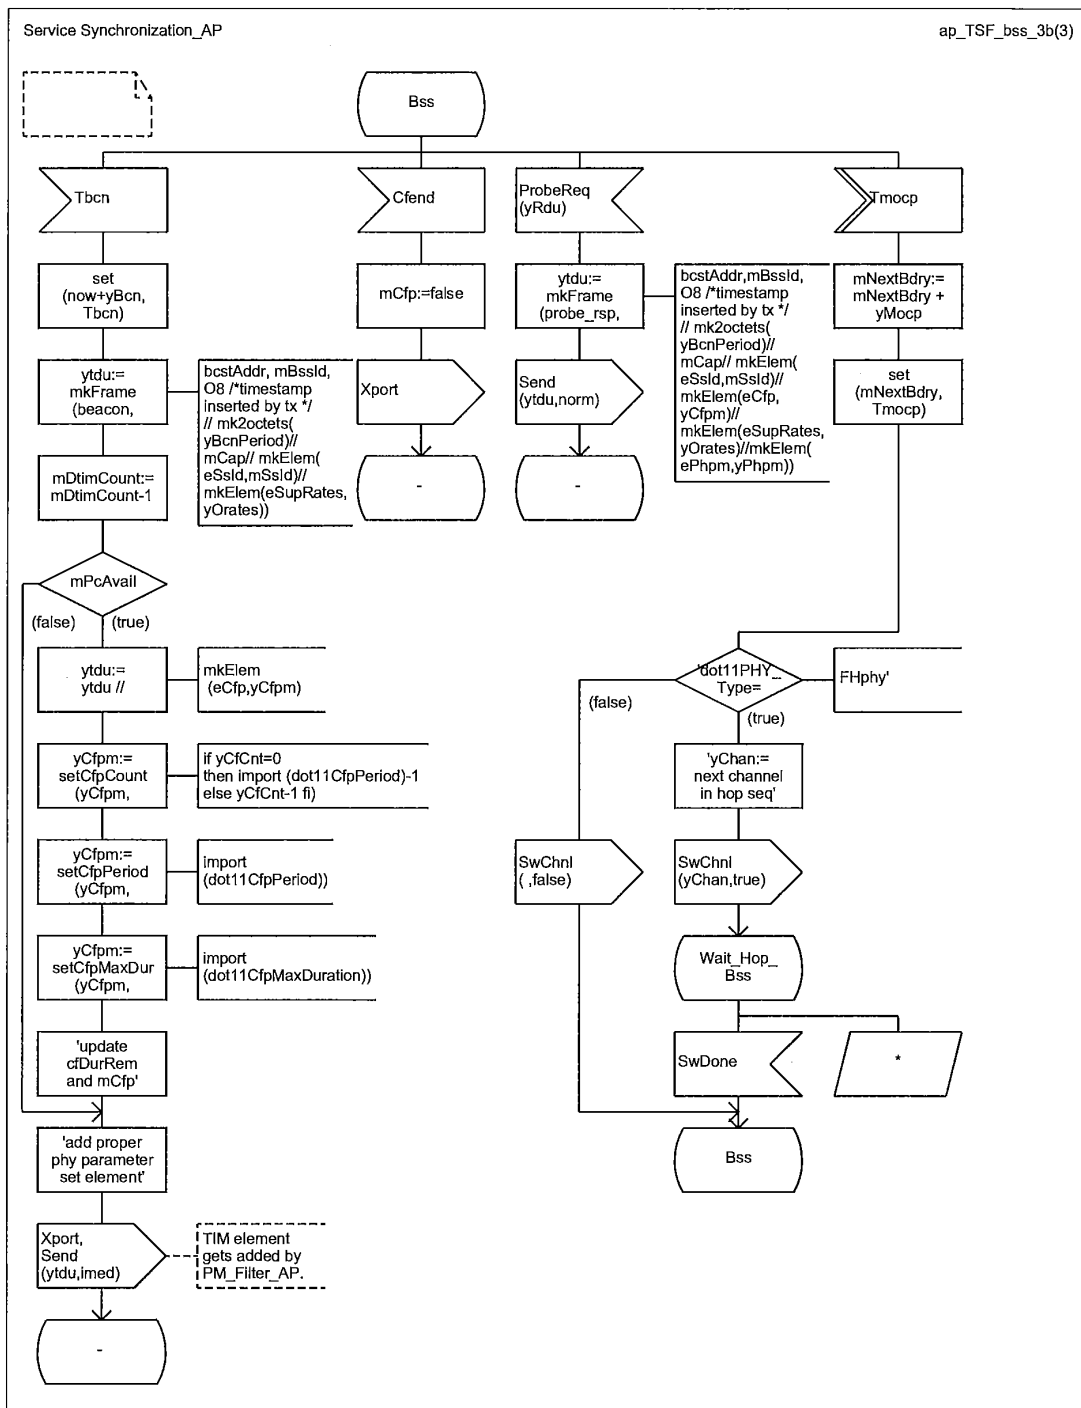 Service Synchronization_AP
ap_TSF_bss_3b(3)
Bss
Tbcn
Cfend
ProbeReq
(yRdu)
Tmocp
set
(now+yBcn,
Tbcn)
mCfp:=false
ytdu:=
mkFrame
(probe_rsp,
bcstAddr,mBssId,
O8 /*timestamp
inserted by tx */
// mk2octets(
yBcnPeriod)//
mCap// mkElem(
eSsId,mSsId)//
mkElem(eCfp,
yCfpm)//
mkElem(eSupRates,
yOrates)//mkElem(
ePhpm,yPhpm))
mNextBdry:=
mNextBdry +
yMocp
ytdu:=
mkFrame
(beacon,
bcstAddr, mBssId,
O8 /*timestamp
inserted by tx */
// mk2octets(
yBcnPeriod)//
mCap// mkElem(
eSsId,mSsId)//
mkElem(eSupRates,
yOrates))
Xport
Send
(ytdu,norm)
set
(mNextBdry,
Tmocp)
mDtimCount:=
mDtimCount-1
-
-
mPcAvail
(false)
(true)
ytdu:=
ytdu //
mkElem
(eCfp,yCfpm)
'dot11PHY_
Type=
FHphy'
(false)
(true)
yCfpm:=
setCfpCount
(yCfpm,
if yCfCnt=0
then import (dot11CfpPeriod)-1
else yCfCnt-1 fi)
'yChan:=
next channel
in hop seq'
yCfpm:=
setCfpPeriod
(yCfpm,
import
(dot11CfpPeriod))
SwChnl
( ,false)
SwChnl
(yChan,true)
yCfpm:=
setCfpMaxDur
(yCfpm,
import
(dot11CfpMaxDuration))
Wait_Hop_
Bss
'update
cfDurRem
and mCfp'
SwDone
*
'add proper
phy parameter
set element'
Bss
Xport,
Send
(ytdu,imed)
TIM element
gets added by
PM_Filter_AP.
-